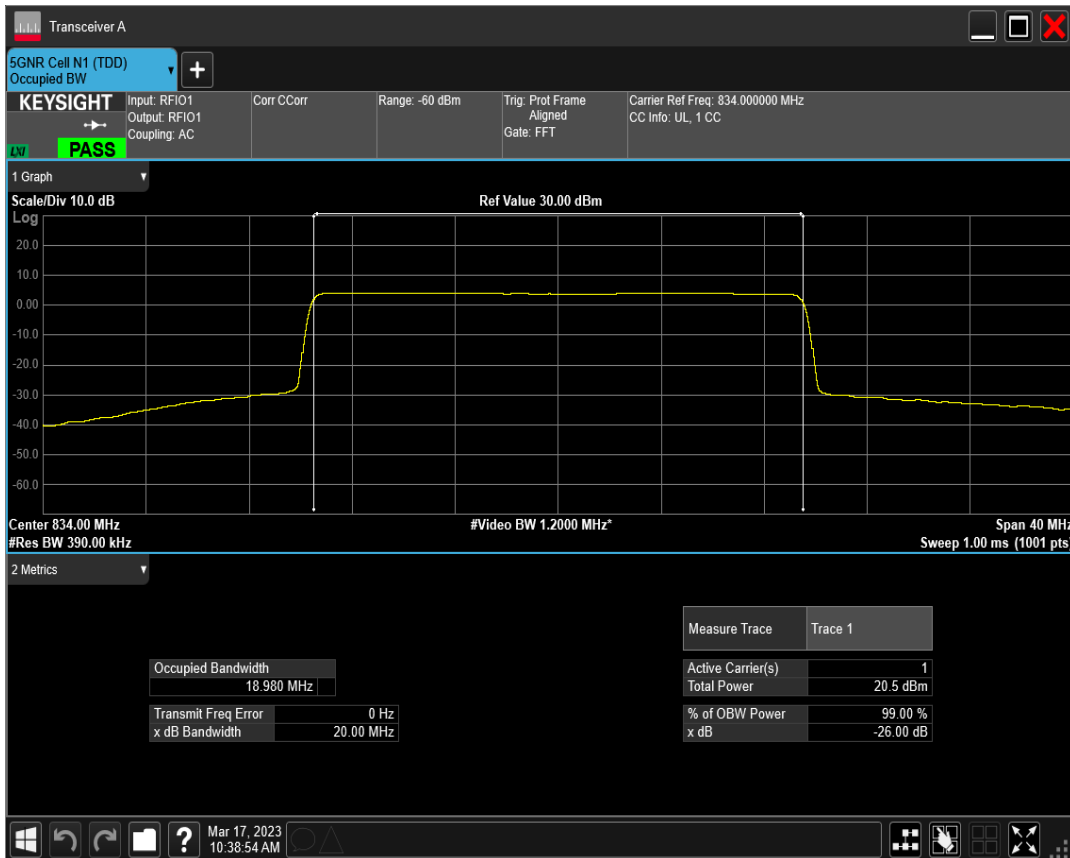 Transceiver A
5GNR Cell N1 (TDD)
Occupied BW
+
KEYSIGHT
LXI
PASS
Input: RFIO1
Output: RFIO1
Coupling: AC
Corr CCorr
Range: -60 dBm
Trig: Prot Frame
Aligned
Gate: FFT
Carrier Ref Freq: 834.000000 MHz
CC Info: UL, 1 CC
1 Graph
Scale/Div 10.0 dB
Ref Value 30.00 dBm
Log
20.0
10.0
0.00
-10.0
-20.0
-30.0
-40.0
-50.0
-60.0
Center 834.00 MHz
#Video BW 1.2000 MHz*
Span 40 MHz
#Res BW 390.00 kHz
Sweep 1.00 ms (1001 pts)
2 Metrics
Measure Trace Trace 1
Occupied Bandwidth
18.980 MHz
Active Carrier(s) 1
Total Power 20.5 dBm
Transmit Freq Error 0 Hz
x dB Bandwidth 20.00 MHz
% of OBW Power 99.00 %
x dB -26.00 dB
?
Mar 17, 2023
10:38:54 AM